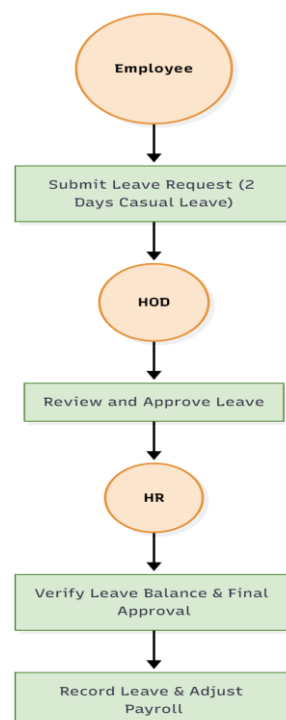 Employee
Submit Leave Request (2
Days Casual Leave)
HOD
Review and Approve Leave
HR
Verify Leave Balance & Final
Approval
Record Leave & Adjust
Payroll